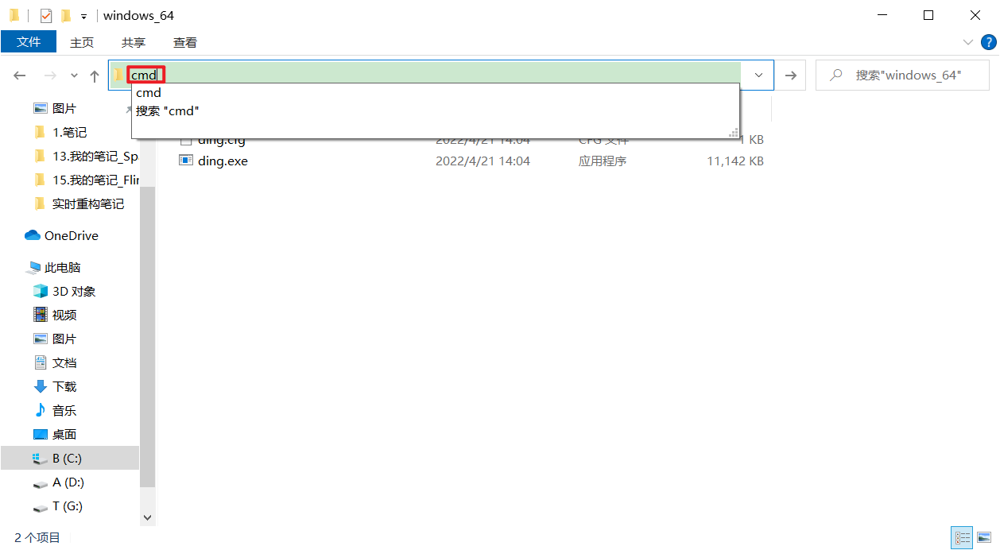 windows_64
文件 主页 共享 查看
cmd
搜索"windows_64"
cmd
搜索 "cmd"
ding.cfg 2022/4/21 14:04 CFG 文件 1 KB
ding.exe 2022/4/21 14:04 应用程序 11,142 KB
图片
1.笔记
13.我的笔记_Sp
15.我的笔记_Flin
实时重构笔记
OneDrive
此电脑
3D 对象
视频
图片
文档
下载
音乐
桌面
B (C:)
A (D:)
T (G:)
2 个项目